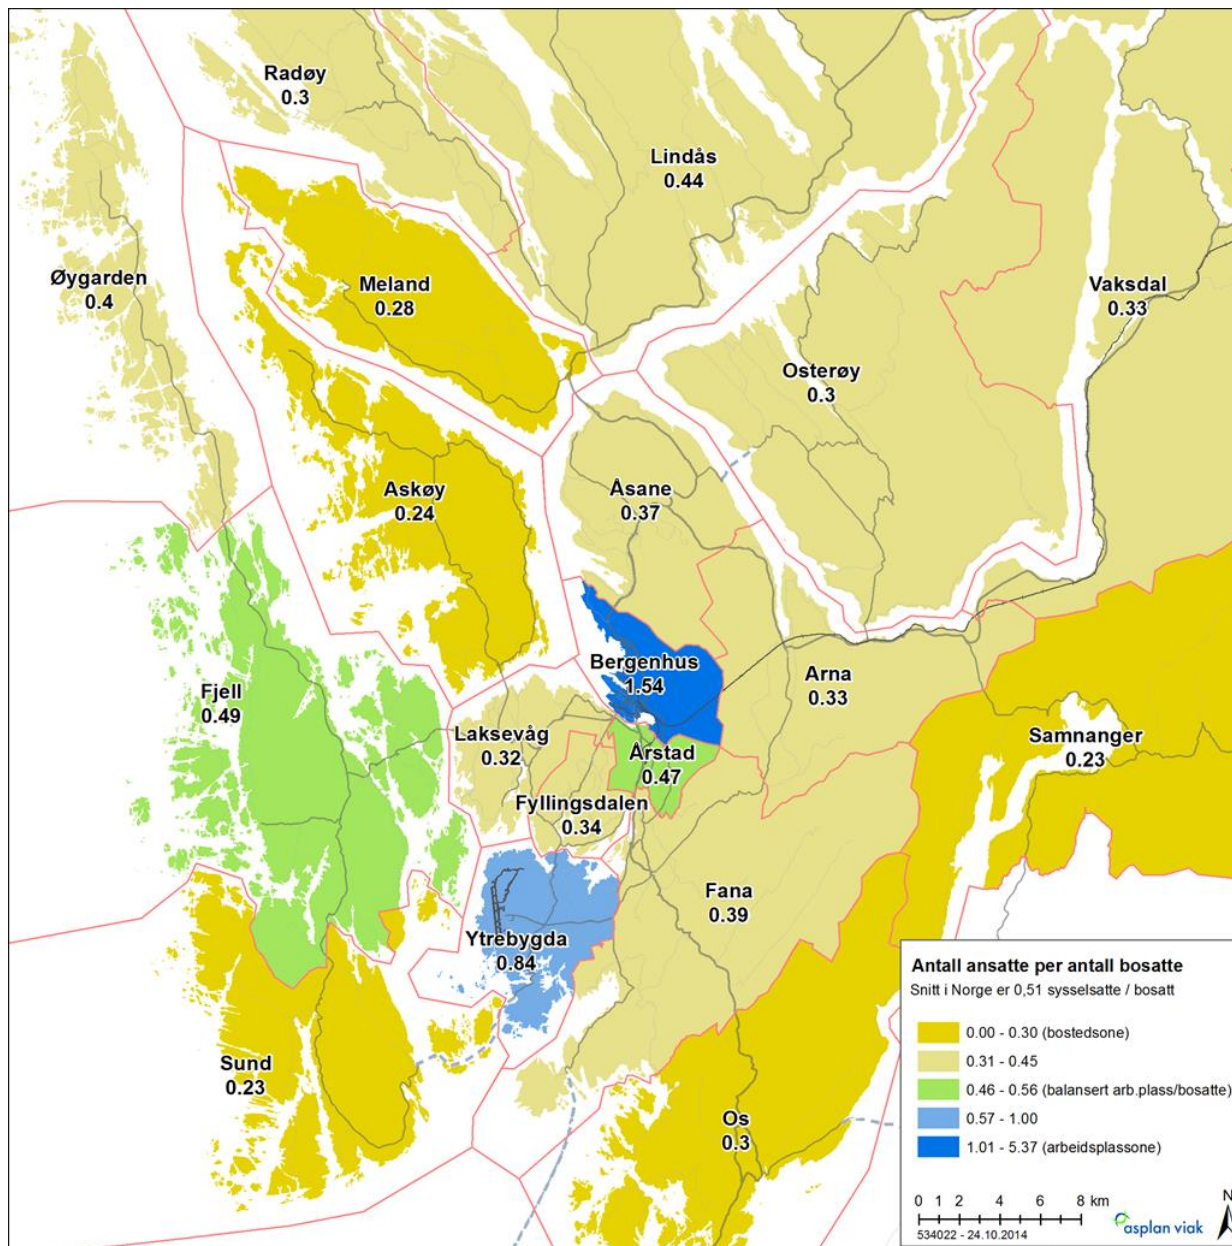 Radøy
0.3
Lindås
0.44
Øygarden
0.4
Meland
0.28
Vaksdal
0.33
Osterøy
0.3
Askøy
0.24
Åsane
0.37
Bergenhus
1.54
Arna
0.33
Fjell
0.49
Laksevåg
0.32
Årstad
0.47
Samnanger
0.23
Fyllingsdalen
0.34
Fana
0.39
Ytrebygda
0.84
Sund
0.23
Os
0.3
Antall ansatte per antall bosatte
Snitt i Norge er 0,51 sysselsatte / bosatt
0.00 - 0.30 (bostedsone)
0.31 - 0.45
0.46 - 0.56 (balansert arb.plass/bosatte)
0.57 - 1.00
1.01 - 5.37 (arbeidsplassone)
0 1 2 4 6 8 km
N
534022 - 24.10.2014
asplan viak